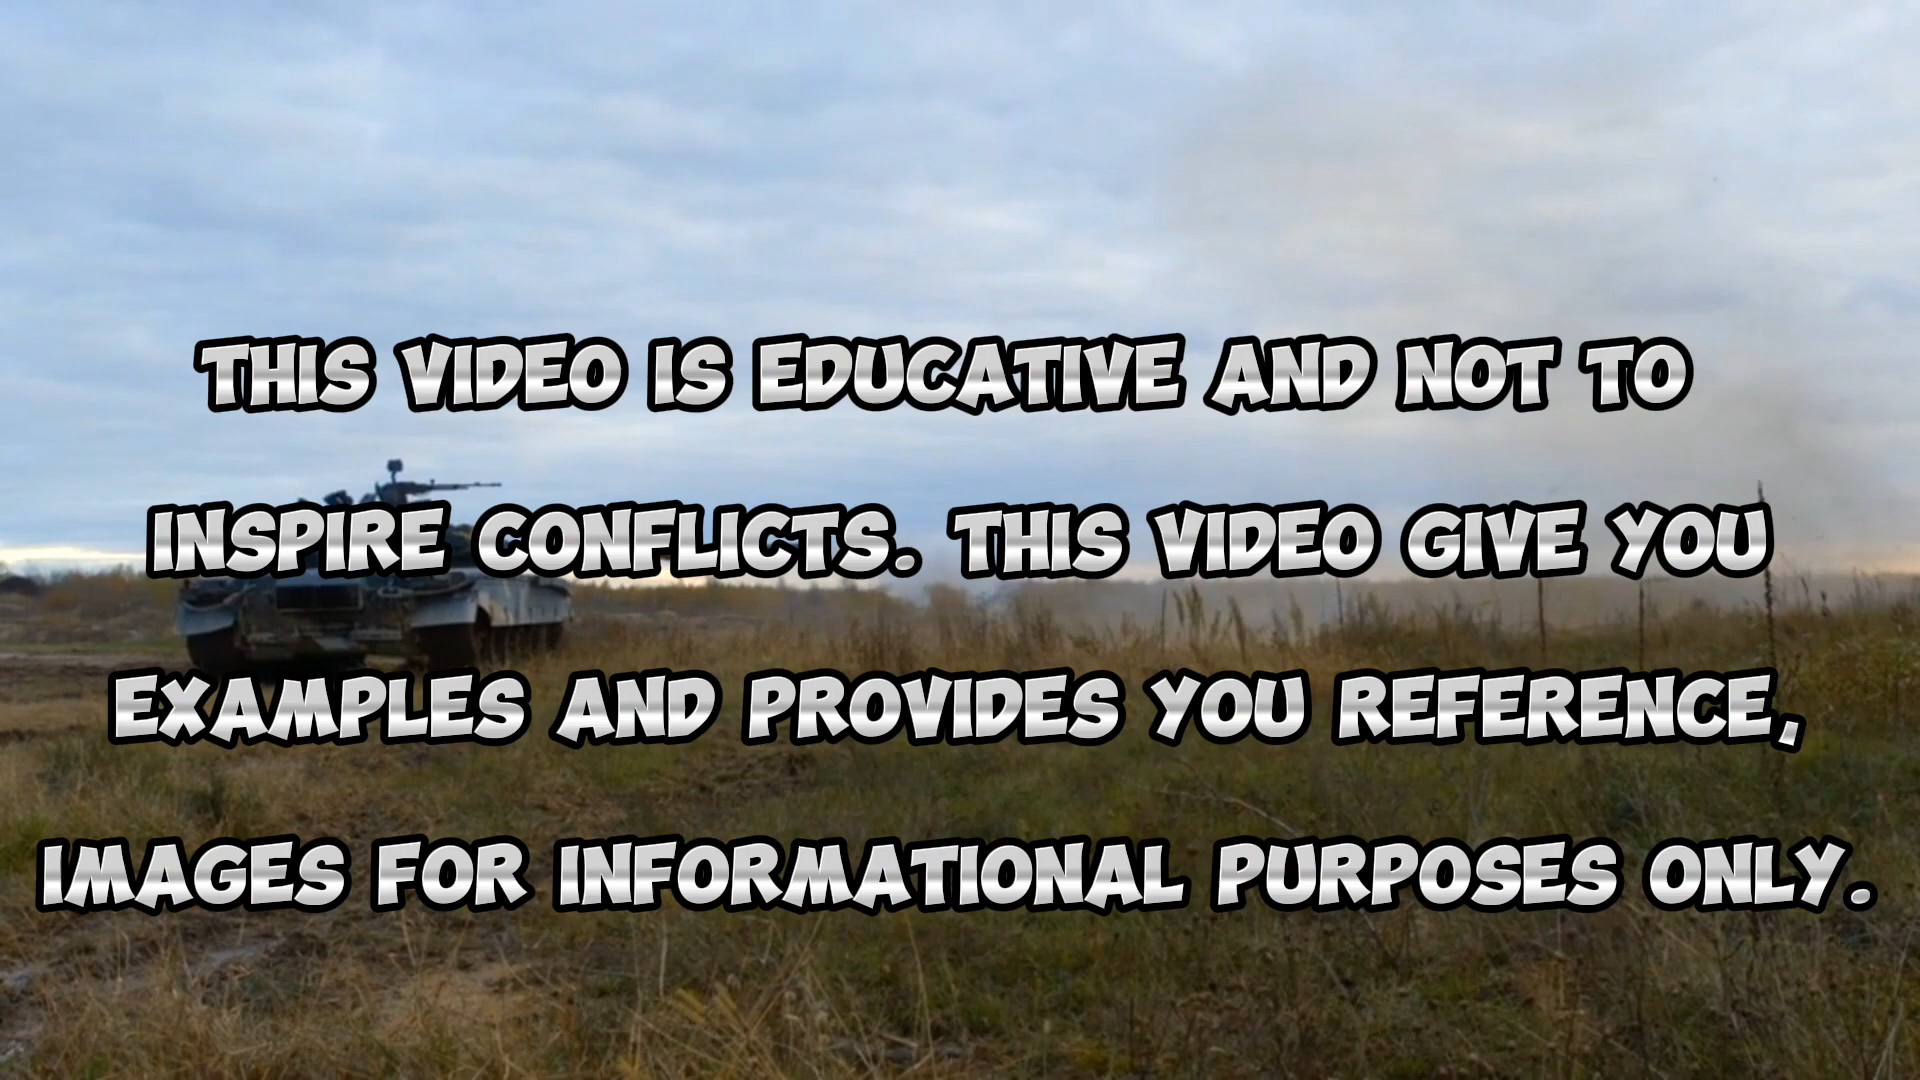 THIS VIDEO IS EDUCATIVE AND NOT TO
INSPIRE CONFLICTS. THIS VIDEO GIVE YOU
EXAMPLES AND PROVIDES YOU REFERENCE,
IMAGES FOR INFORMATIONAL PURPOSES ONLY.